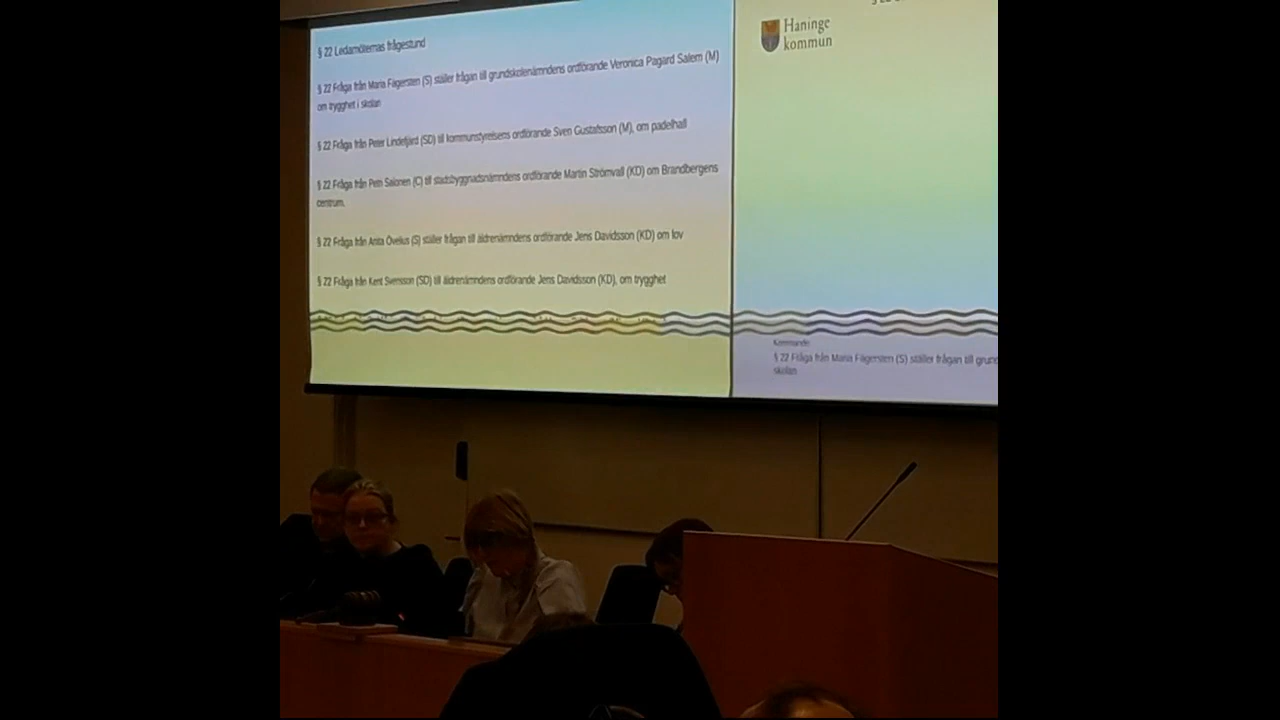 § 22 Ledamöternas frågestund
§ 22 Fråga från Maria Fägersten (S) ställer frågan till grundskolenämndens ordförande Veronica Pagard Salem (M)
om trygghet i skolan
§ 22 Fråga från Peter Lindefjärd (SD) till kommunstyrelsens ordförande Sven Gustafsson (M), om padelhall
§ 22 Fråga från Petri Salonen (C) till stadsbyggnadsnämndens ordförande Martin Strömvall (KD) om Brandbergens
centrum.
§ 22 Fråga från Anita Övelius (S) ställer frågan till äldrenämndens ordförande Jens Davidsson (KD) om lov
§ 22 Fråga från Kent Svensson (SD) till äldrenämndens ordförande Jens Davidsson (KD), om trygghet
Haninge
kommun
Kommande:
§ 22 Fråga från Maria Fägersten (S) ställer frågan till grun
skolan